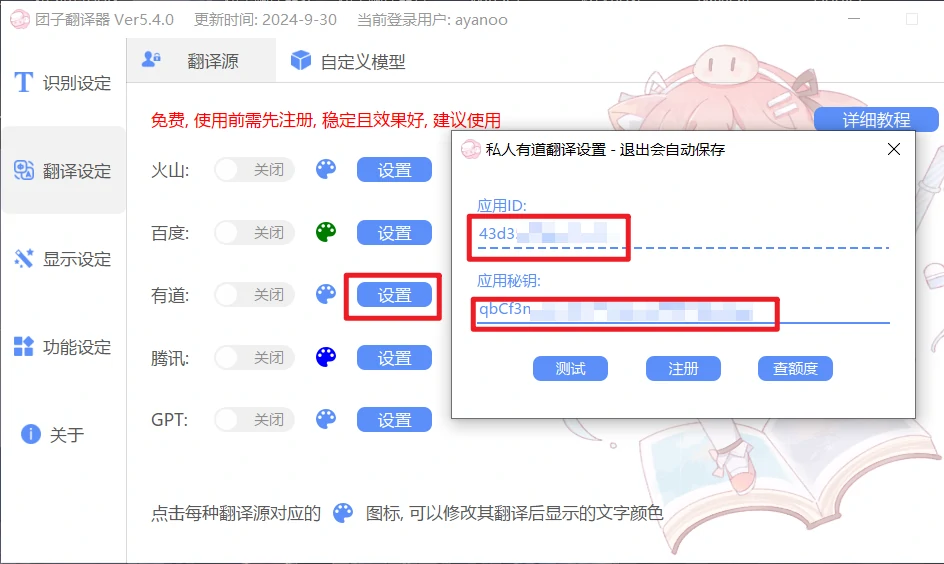 团子翻译器 Ver5.4.0 更新时间: 2024-9-30 当前登录用户: ayanoo
翻译源 自定义模型
识别设定
翻译设定
显示设定
功能设定
关于
免费, 使用前需先注册, 稳定且效果好, 建议使用
详细教程
火山: 关闭 设置
百度: 关闭 设置
有道: 关闭 设置
腾讯: 关闭 设置
GPT: 关闭 设置
点击每种翻译源对应的 图标, 可以修改其翻译后显示的文字颜色
私人有道翻译设置 - 退出会自动保存
应用ID:
43d3
应用秘钥:
qbCf3n
测试 注册 查额度